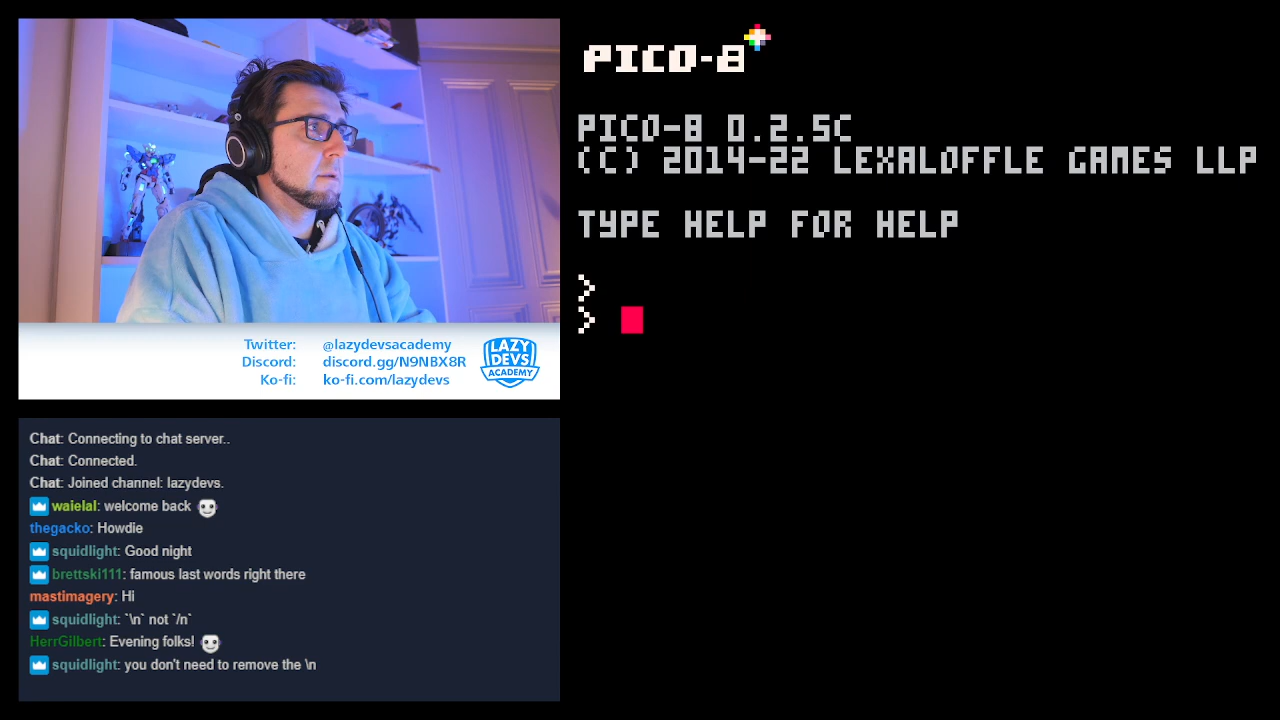 PICO-8
PICO-8 0.2.5C
(C) 2014-22 LEXALOFFLE GAMES LLP
TYPE HELP FOR HELP
>
>
Twitter: @lazydevsacademy
Discord: discord.gg/N9NBX8R
Ko-fi: ko-fi.com/lazydevs
LAZY
DEVS
ACADEMY
Chat: Connecting to chat server..
Chat: Connected.
Chat: Joined channel: lazydevs.
waielal: welcome back
thegacko: Howdie
squidlight: Good night
brettski111: famous last words right there
mastimagery: Hi
squidlight: `\n` not `/n`
HerrGilbert: Evening folks!
squidlight: you don't need to remove the \n